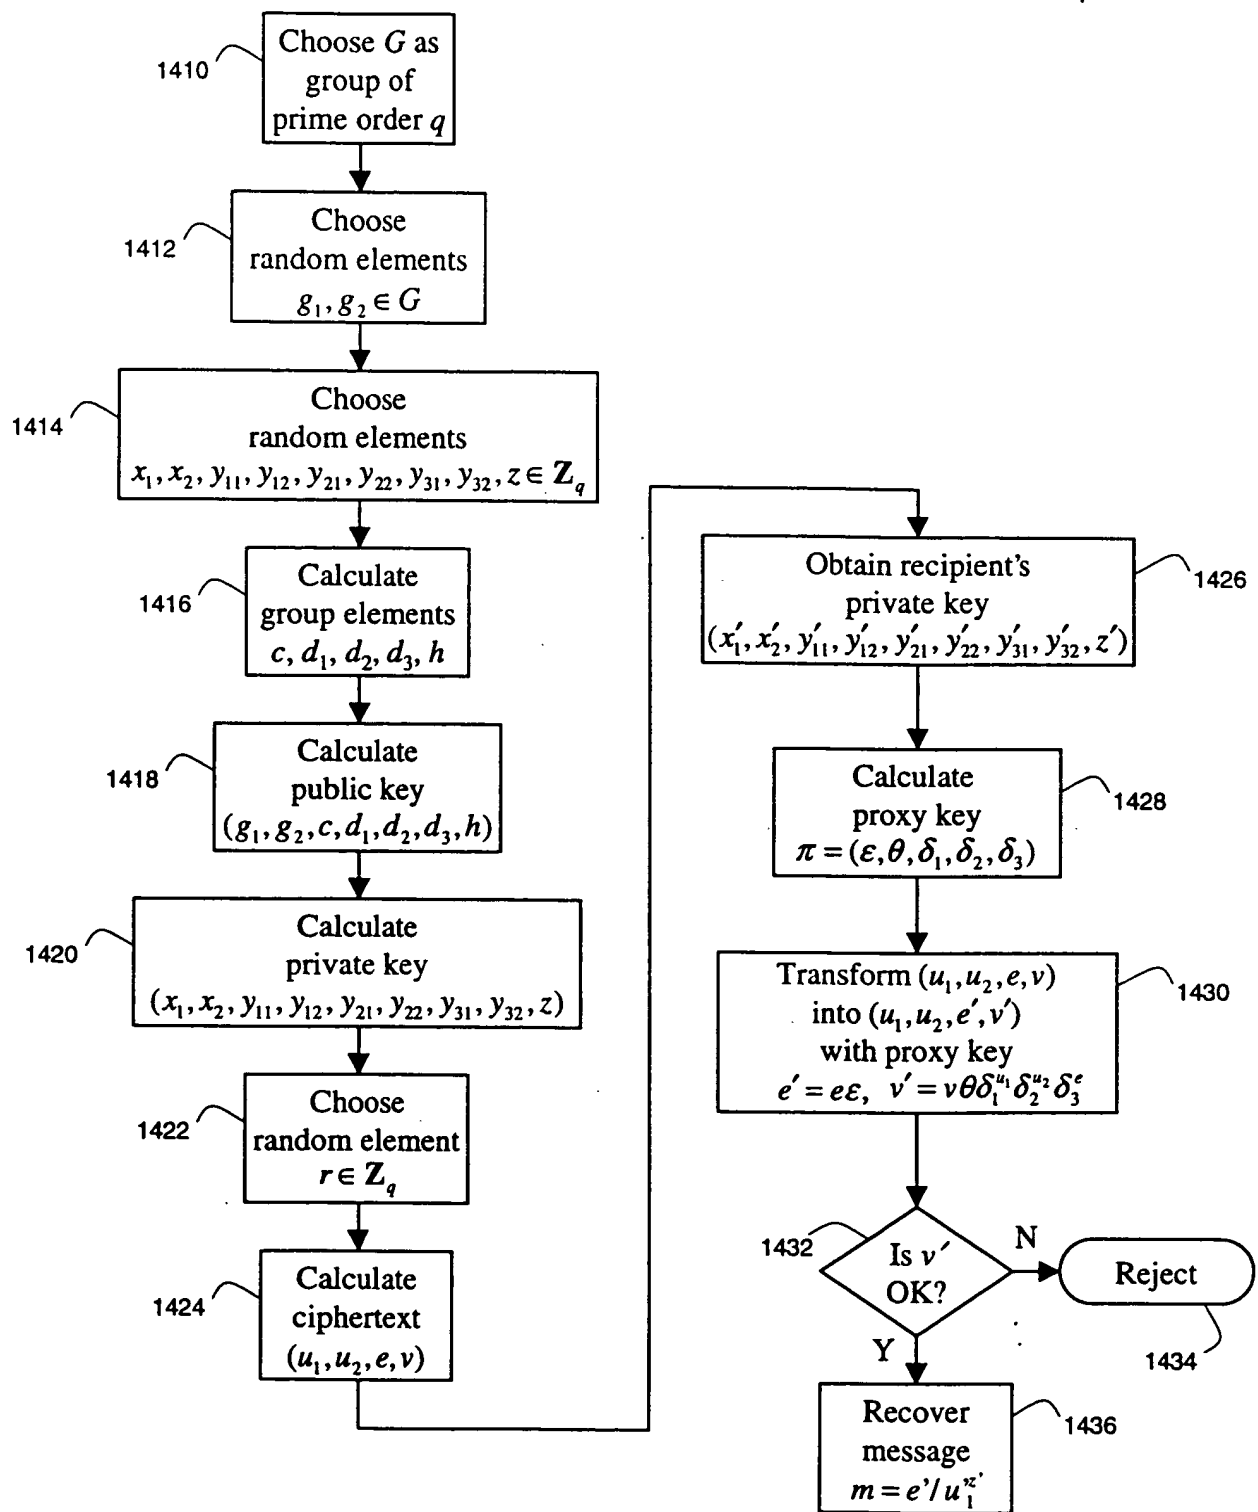 1410
Choose G as
group of
prime order q
1412
Choose
random elements
g₁, g₂ ∈ G
1414
Choose
random elements
x₁, x₂, y₁₁, y₁₂, y₂₁, y₂₂, y₃₁, y₃₂, z ∈ Z_q
1416
Calculate
group elements
c, d₁, d₂, d₃, h
1418
Calculate
public key
(g₁, g₂, c, d₁, d₂, d₃, h)
1420
Calculate
private key
(x₁, x₂, y₁₁, y₁₂, y₂₁, y₂₂, y₃₁, y₃₂, z)
1422
Choose
random element
r ∈ Z_q
1424
Calculate
ciphertext
(u₁, u₂, e, v)
1426
Obtain recipient's
private key
(x′₁, x′₂, y′₁₁, y′₁₂, y′₂₁, y′₂₂, y′₃₁, y′₃₂, z′)
1428
Calculate
proxy key
π = (ε, θ, δ₁, δ₂, δ₃)
1430
Transform (u₁, u₂, e, v)
into (u₁, u₂, e′, v′)
with proxy key
e′ = eε, v′ = vθδ₁^{u₁}δ₂^{u₂}δ₃^e
1432
Is v′
OK?
N
Reject
1434
Y
1436
Recover
message
m = e′/u₁′^{z′}